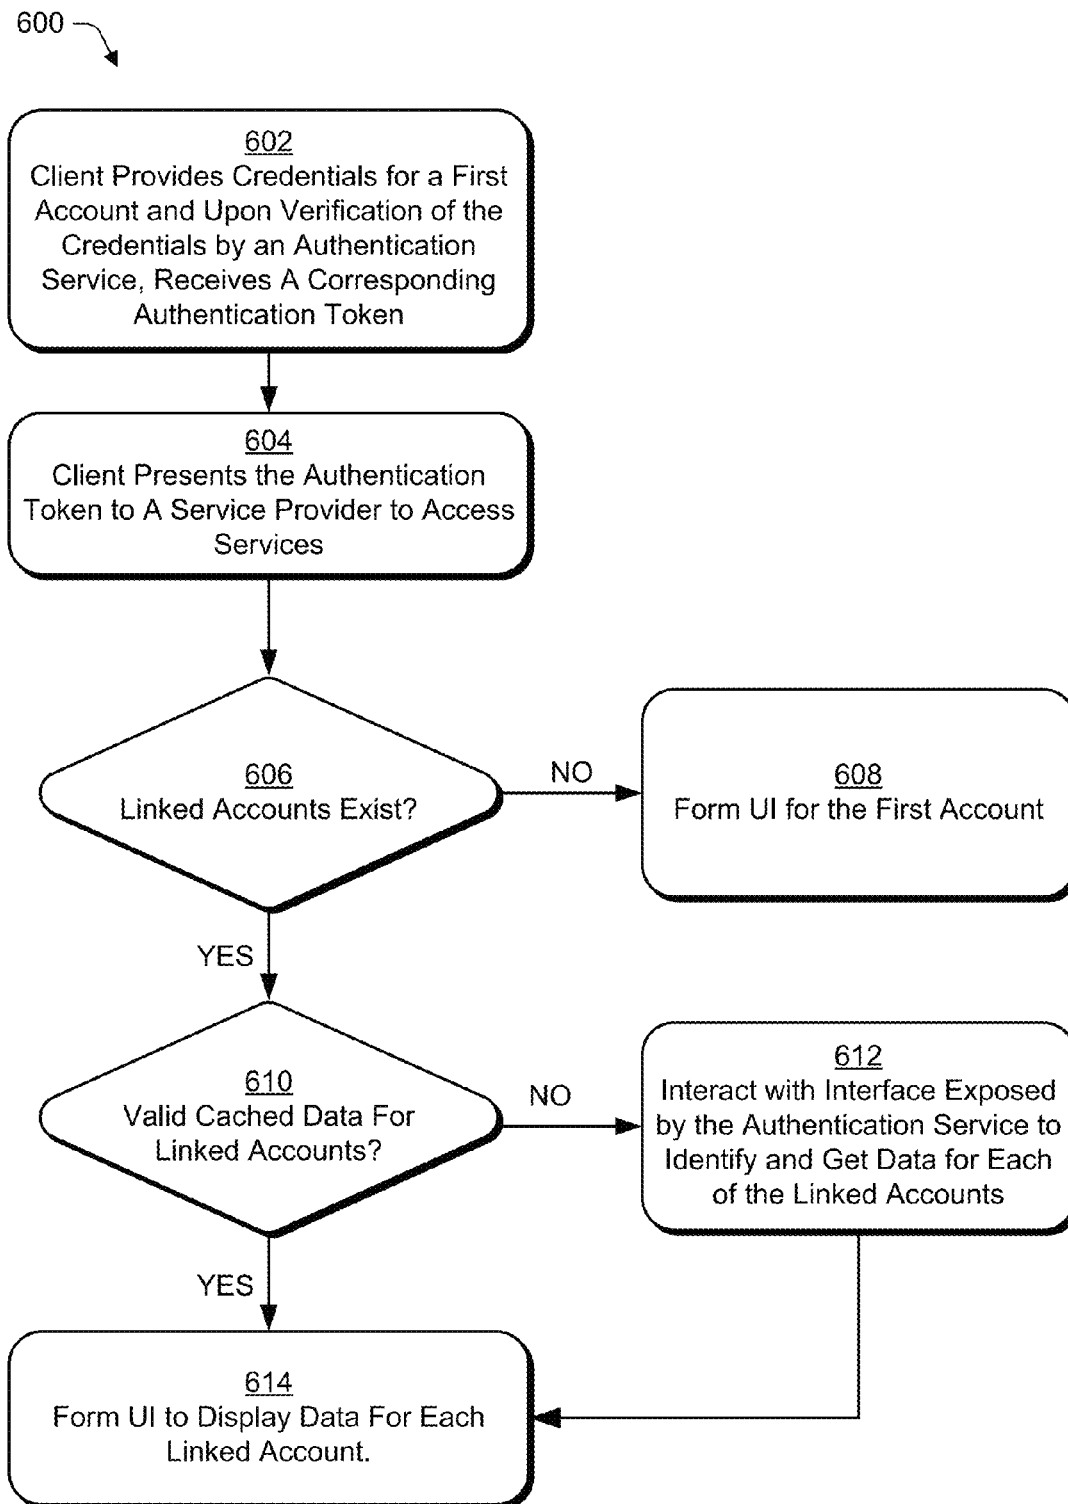 600
602
Client Provides Credentials for a First
Account and Upon Verification of the
Credentials by an Authentication
Service, Receives A Corresponding
Authentication Token
604
Client Presents the Authentication
Token to A Service Provider to Access
Services
606
Linked Accounts Exist?
NO
608
Form UI for the First Account
YES
610
Valid Cached Data For
Linked Accounts?
NO
612
Interact with Interface Exposed
by the Authentication Service to
Identify and Get Data for Each
of the Linked Accounts
YES
614
Form UI to Display Data For Each
Linked Account.